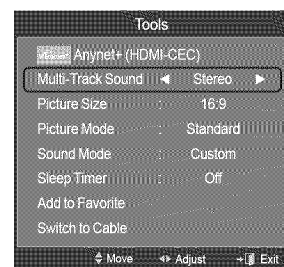 Tools
Anynet+ (HDMI-CEC)
Multi-Track Sound ◄ Stereo ►
Picture Size : 16:9
Picture Mode : Standard
Sound Mode : Custom
Sleep Timer : Off
Add to Favorite
Switch to Cable
Move Adjust Exit